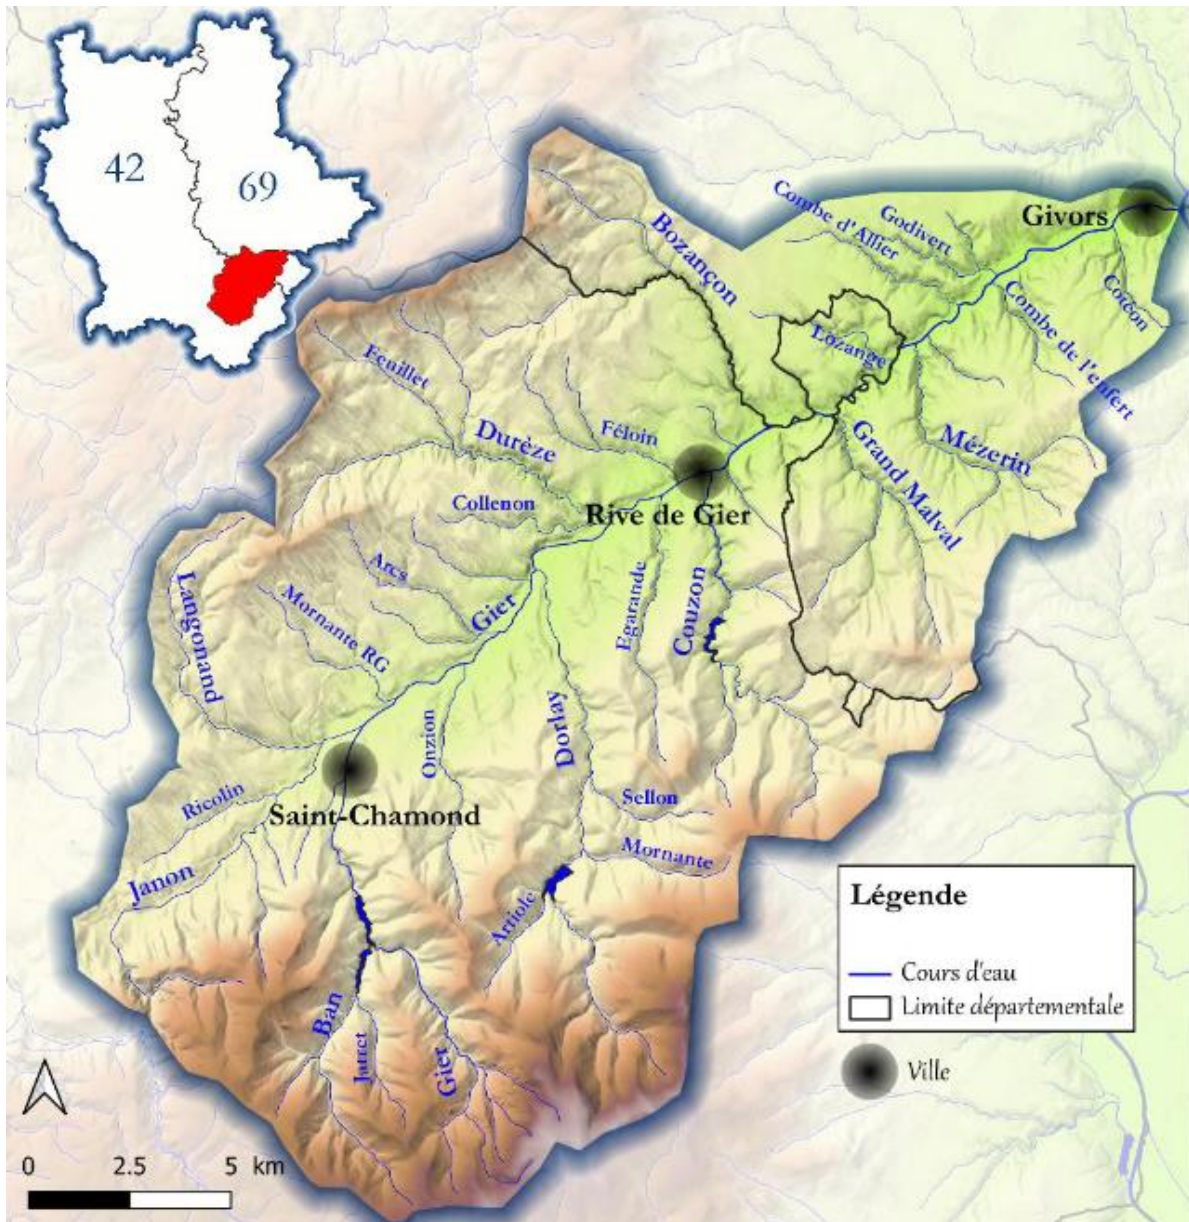 42
69
Combe d'Allier
Godivert
Givors
Bozançon
Cotéon
Combe de l'enfert
Lozange
Feuillet
Durèze
Féloin
Grand Malval
Mézerin
Collenon
Rive de Gier
Arcs
Langonand
Mornante RG
Gier
Egarande
Couzon
Onzion
Dorlay
Ricolin
Sellon
Saint-Chamond
Mornante
Janon
Artiole
Ban
Jarret
Gier
Légende
Cours d'eau
Limite départementale
Ville
0 2.5 5 km